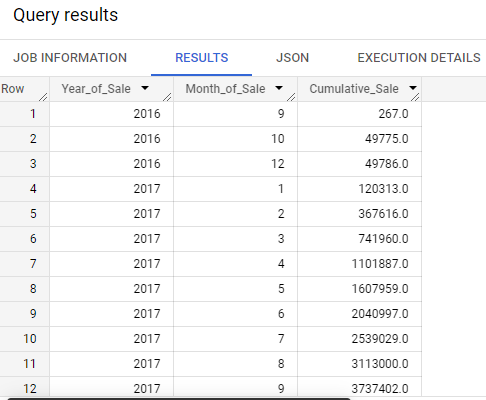 Query results
JOB INFORMATION RESULTS JSON EXECUTION DETAILS
Row Year_of_Sale Month_of_Sale Cumulative_Sale
1 2016 9 267.0
2 2016 10 49775.0
3 2016 12 49786.0
4 2017 1 120313.0
5 2017 2 367616.0
6 2017 3 741960.0
7 2017 4 1101887.0
8 2017 5 1607959.0
9 2017 6 2040997.0
10 2017 7 2539029.0
11 2017 8 3113000.0
12 2017 9 3737402.0